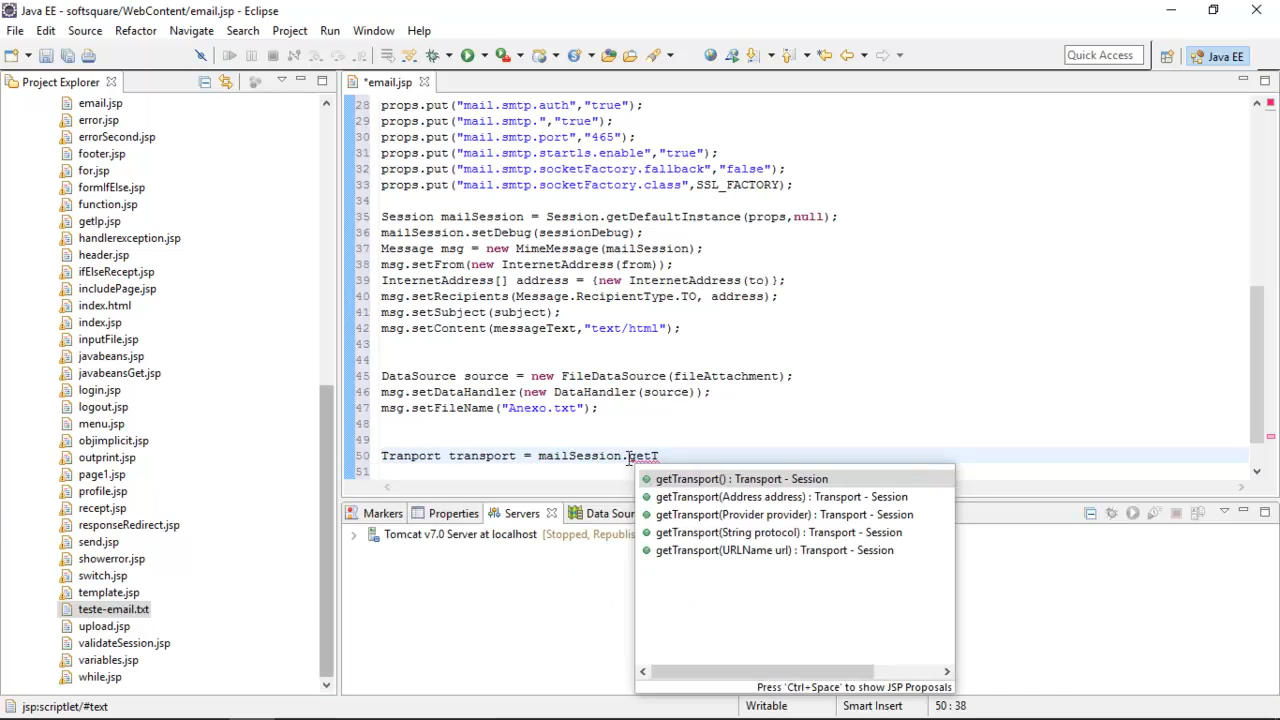 Java EE - softsquare/WebContent/email.jsp - Eclipse
File Edit Source Refactor Navigate Search Project Run Window Help
Quick Access
Java EE
Project Explorer
email.jsp
error.jsp
errorSecond.jsp
footer.jsp
for.jsp
formIfElse.jsp
function.jsp
getIp.jsp
handlerexception.jsp
header.jsp
ifElseRecept.jsp
includePage.jsp
index.html
index.jsp
inputFile.jsp
javabeans.jsp
javabeansGet.jsp
login.jsp
logout.jsp
menu.jsp
objimplicit.jsp
outprint.jsp
page1.jsp
profile.jsp
recept.jsp
responseRedirect.jsp
send.jsp
showerror.jsp
switch.jsp
template.jsp
teste-email.txt
upload.jsp
validateSession.jsp
variables.jsp
while.jsp
*email.jsp
28 props.put("mail.smtp.auth","true");
29 props.put("mail.smtp.","true");
30 props.put("mail.smtp.port","465");
31 props.put("mail.smtp.startls.enable","true");
32 props.put("mail.smtp.socketFactory.fallback","false");
33 props.put("mail.smtp.socketFactory.class",SSL_FACTORY);
34
35 Session mailSession = Session.getDefaultInstance(props,null);
36 mailSession.setDebug(sessionDebug);
37 Message msg = new MimeMessage(mailSession);
38 msg.setFrom(new InternetAddress(from));
39 InternetAddress[] address = {new InternetAddress(to)};
40 msg.setRecipients(Message.RecipientType.TO, address);
41 msg.setSubject(subject);
42 msg.setContent(messageText,"text/html");
43
44
45 DataSource source = new FileDataSource(fileAttachment);
46 msg.setDataHandler(new DataHandler(source));
47 msg.setFileName("Anexo.txt");
48
49
50 Tranport transport = mailSession.getT
51
getTransport() : Transport - Session
getTransport(Address address) : Transport - Session
getTransport(Provider provider) : Transport - Session
getTransport(String protocol) : Transport - Session
getTransport(URLName url) : Transport - Session
Press 'Ctrl+Space' to show JSP Proposals
Markers Properties Servers Data Sour
Tomcat v7.0 Server at localhost [Stopped, Republis
jsp:scriptlet/#text
Writable
Smart Insert
50 : 38